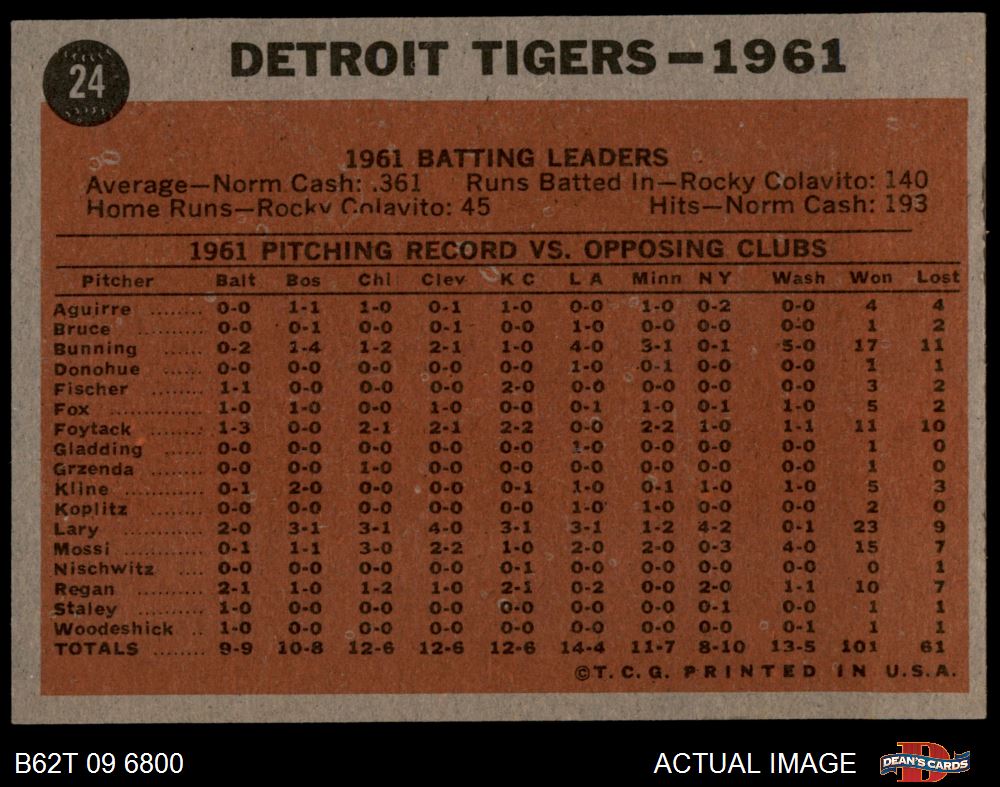 24
DETROIT TIGERS—1961
1961 BATTING LEADERS
Average—Norm Cash: .361 Runs Batted In—Rocky Colavito: 140
Home Runs—Rocky Colavito: 45 Hits—Norm Cash: 193
1961 PITCHING RECORD VS. OPPOSING CLUBS
Pitcher Balt Bos Chi Clev K C L A Minn N Y Wash Won Lost
Aguirre ........ 0-0 1-1 1-0 0-1 1-0 0-0 1-0 0-2 0-0 4 4
Bruce .......... 0-0 0-1 0-0 0-1 0-0 1-0 0-0 0-0 0-0 1 2
Bunning ...... 0-2 1-4 1-2 2-1 1-0 4-0 3-1 0-1 5-0 17 11
Donohue ...... 0-0 0-0 0-0 0-0 0-0 1-0 0-1 0-0 0-0 1 1
Fischer ........ 1-1 0-0 0-0 0-0 2-0 0-0 0-0 0-0 0-0 3 2
Fox .............. 1-0 1-0 0-0 1-0 0-0 0-1 1-0 0-1 1-0 5 2
Foytack ........ 1-3 0-0 2-1 2-1 2-2 0-0 2-2 1-0 1-1 11 10
Gladding ...... 0-0 0-0 0-0 0-0 0-0 1-0 0-0 0-0 0-0 1 0
Grzenda ...... 0-0 0-0 1-0 0-0 0-0 0-0 0-0 0-0 0-0 1 0
Kline ............ 0-1 2-0 0-0 0-0 0-1 1-0 0-1 1-0 1-0 5 3
Koplitz ........ 0-0 0-0 0-0 0-0 0-0 1-0 1-0 0-0 0-0 2 0
Lary ............ 2-0 3-1 3-1 4-0 3-1 3-1 1-2 4-2 0-1 23 9
Mossi .......... 0-1 1-1 3-0 2-2 1-0 2-0 2-0 0-3 4-0 15 7
Nischwitz .... 0-0 0-0 0-0 0-0 0-1 0-0 0-0 0-0 0-0 0 1
Regan .......... 2-1 1-0 1-2 1-0 2-1 0-2 0-0 2-0 1-1 10 7
Staley .......... 1-0 0-0 0-0 0-0 0-0 0-0 0-0 0-1 0-0 1 1
Woodeshick .. 1-0 0-0 0-0 0-0 0-0 0-0 0-0 0-0 0-1 1 1
TOTALS ........ 9-9 10-8 12-6 12-6 12-6 14-4 11-7 8-10 13-5 101 61
©T. C. G. PRINTED IN U.S.A.
B62T 09 6800 ACTUAL IMAGE DEAN'S CARDS